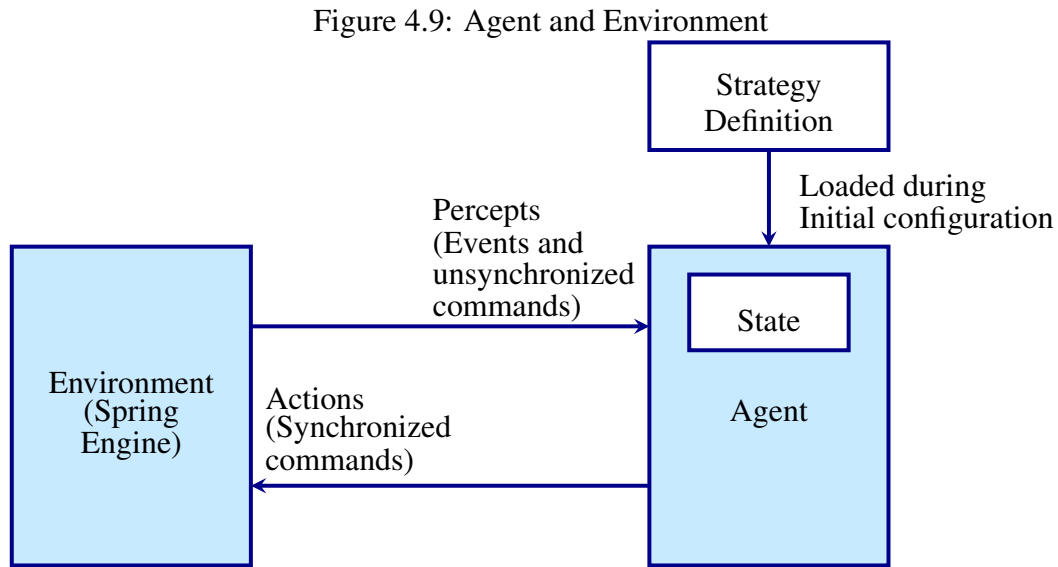 Figure 4.9: Agent and Environment
Strategy
Definition
Loaded during
Initial configuration
Percepts
(Events and
unsynchronized
commands)
State
Environment
(Spring
Engine)
Actions
(Synchronized
commands)
Agent